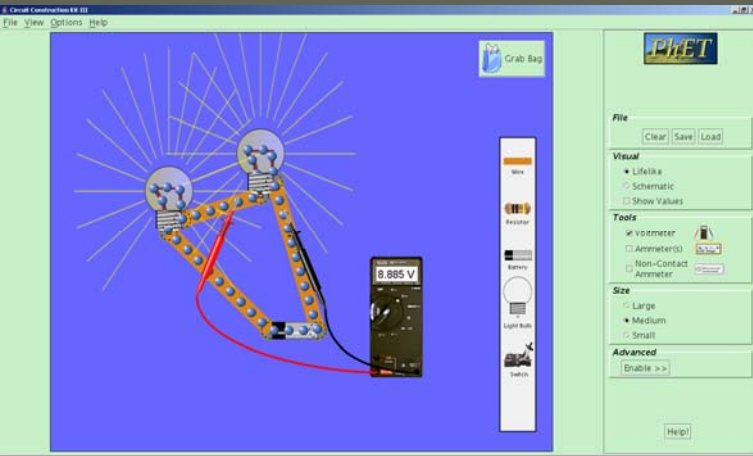 Circuit Construction Kit III
File View Options Help
Grab Bag
PhET
File
Clear Save Load
Visual
Lifelike
Schematic
Show Values
Tools
Voltmeter
Ammeter(s)
Non-Contact
Ammeter
Size
Large
Medium
Small
Advanced
Enable >>
Help!
Wire
Resistor
Battery
Light Bulb
Switch
8.885 V